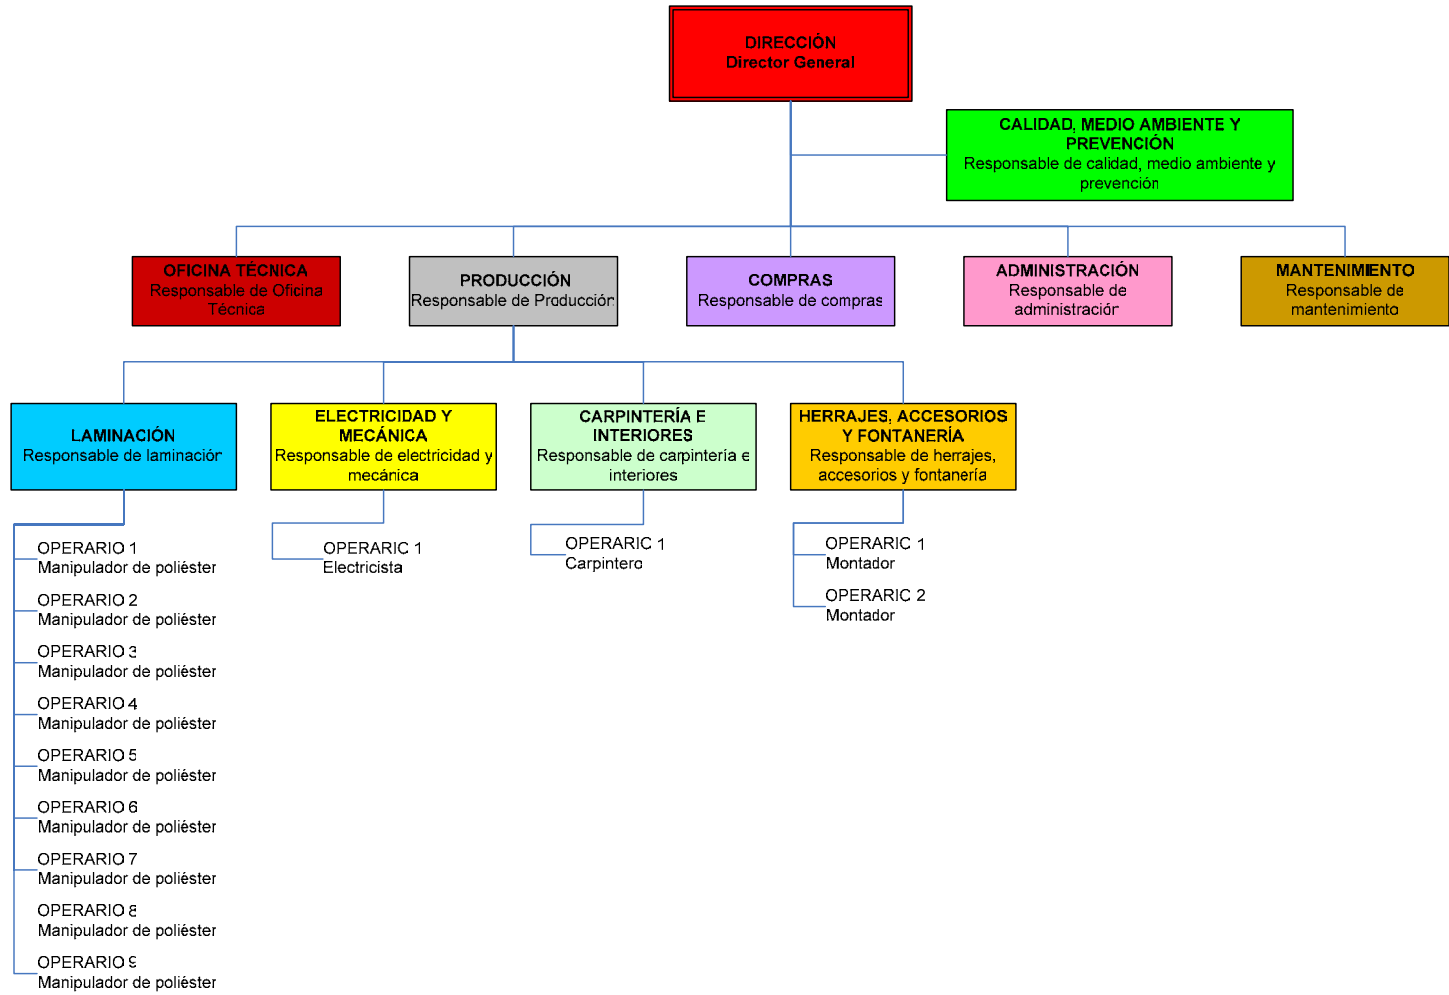 DIRECCIÓN
Director General
CALIDAD, MEDIO AMBIENTE Y
PREVENCIÓN
Responsable de calidad, medio ambiente y
prevención
OFICINA TÉCNICA
Responsable de Oficina
Técnica
PRODUCCIÓN
Responsable de Producción
COMPRAS
Responsable de compras
ADMINISTRACIÓN
Responsable de
administración
MANTENIMIENTO
Responsable de
mantenimiento
LAMINACIÓN
Responsable de laminación
ELECTRICIDAD Y
MECÁNICA
Responsable de electricidad y
mecánica
CARPINTERÍA E
INTERIORES
Responsable de carpintería e
interiores
HERRAJES, ACCESORIOS
Y FONTANERÍA
Responsable de herrajes,
accesorios y fontanería
OPERARIO 1
Manipulador de poliéster
OPERARIO 2
Manipulador de poliéster
OPERARIO 3
Manipulador de poliéster
OPERARIO 4
Manipulador de poliéster
OPERARIO 5
Manipulador de poliéster
OPERARIO 6
Manipulador de poliéster
OPERARIO 7
Manipulador de poliéster
OPERARIO 8
Manipulador de poliéster
OPERARIO 9
Manipulador de poliéster
OPERARIO 1
Electricista
OPERARIO 1
Carpintero
OPERARIO 1
Montador
OPERARIO 2
Montador